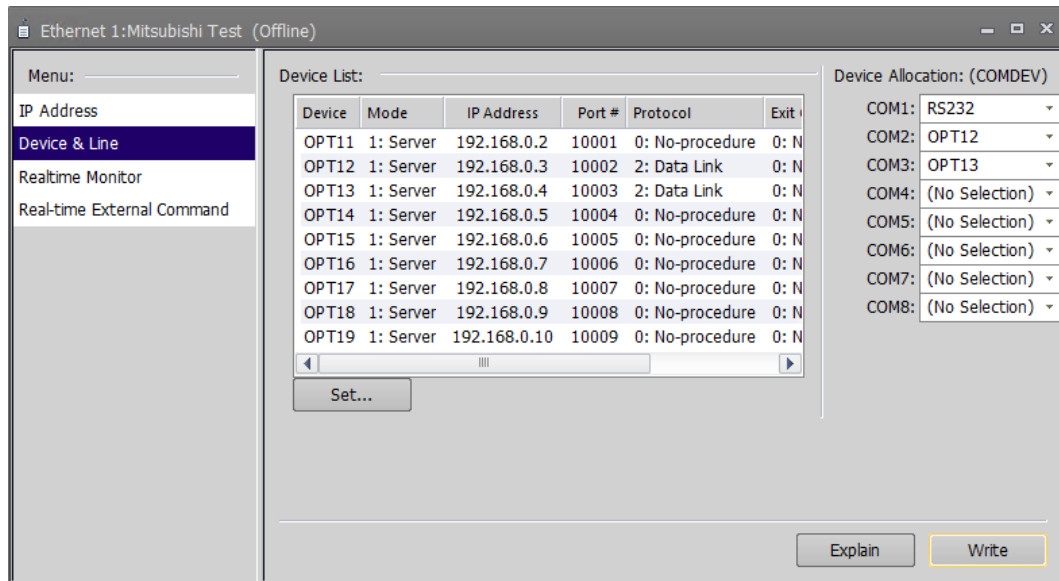 Ethernet 1:Mitsubishi Test (Offline)
Menu:
IP Address
Device & Line
Realtime Monitor
Real-time External Command
Device List:
Device Mode IP Address Port # Protocol Exit
OPT11 1: Server 192.168.0.2 10001 0: No-procedure 0: N
OPT12 1: Server 192.168.0.3 10002 2: Data Link 0: N
OPT13 1: Server 192.168.0.4 10003 2: Data Link 0: N
OPT14 1: Server 192.168.0.5 10004 0: No-procedure 0: N
OPT15 1: Server 192.168.0.6 10005 0: No-procedure 0: N
OPT16 1: Server 192.168.0.7 10006 0: No-procedure 0: N
OPT17 1: Server 192.168.0.8 10007 0: No-procedure 0: N
OPT18 1: Server 192.168.0.9 10008 0: No-procedure 0: N
OPT19 1: Server 192.168.0.10 10009 0: No-procedure 0: N
Set...
Device Allocation: (COMDEV)
COM1: RS232
COM2: OPT12
COM3: OPT13
COM4: (No Selection)
COM5: (No Selection)
COM6: (No Selection)
COM7: (No Selection)
COM8: (No Selection)
Explain
Write